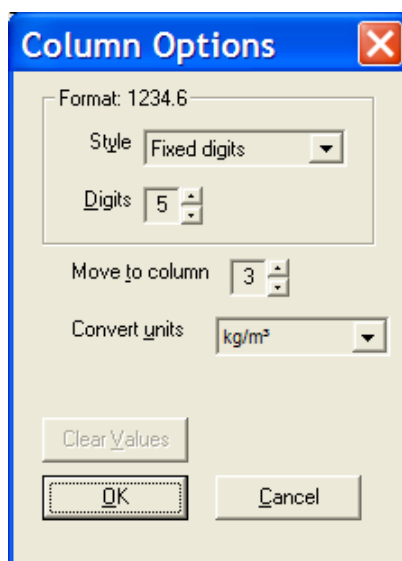 Column Options
Format: 1234.6
Style Fixed digits
Digits 5
Move to column 3
Convert units kg/m³
Clear Values
OK Cancel